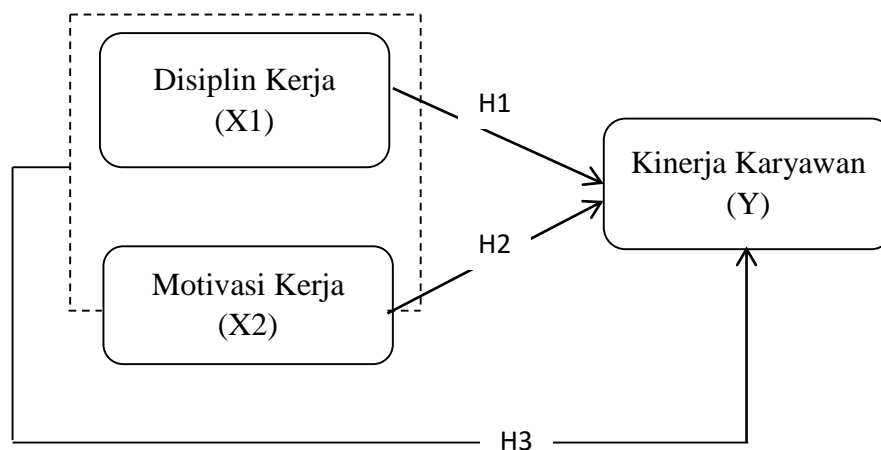 Disiplin Kerja
(X1)
H1
Kinerja Karyawan
(Y)
H2
Motivasi Kerja
(X2)
H3